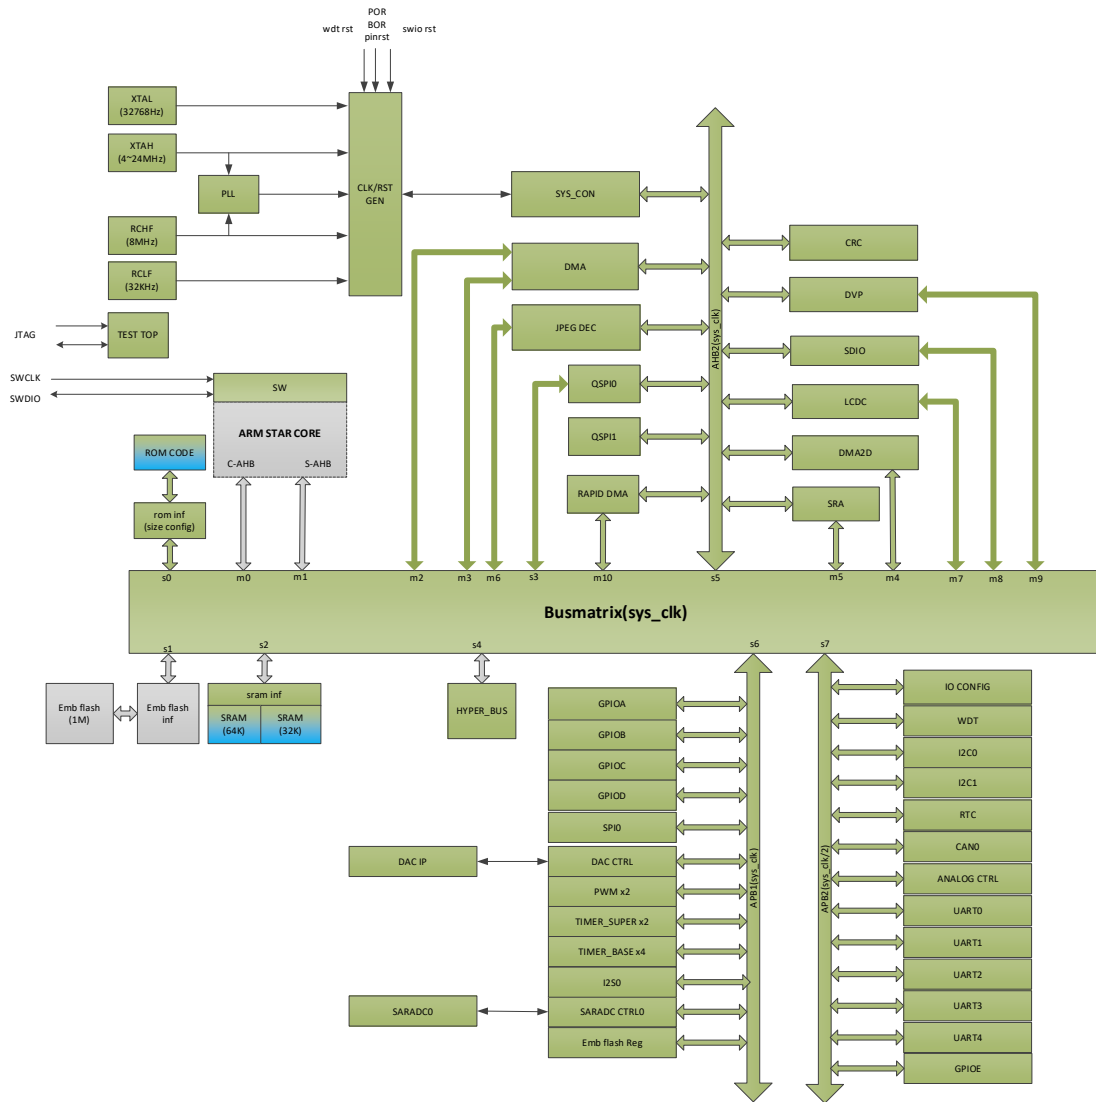 POR
BOR
wdt rst
pinrst
swio rst
XTAL
(32768Hz)
XTAH
(4~24MHz)
PLL
RCHF
(8MHz)
RCLF
(32KHz)
CLK/RST
GEN
SYS_CON
DMA
JPEG DEC
QSPI0
QSPI1
RAPID DMA
AHB2(sys_clk)
CRC
DVP
SDIO
LCDC
DMA2D
SRA
JTAG
TEST TOP
SWCLK
SWDIO
SW
ARM STAR CORE
C-AHB
S-AHB
ROM CODE
rom inf
(size config)
s0
m0
m1
m2
m3
m6
s3
m10
s5
m5
m4
m7
m8
m9
Busmatrix(sys_clk)
s1
s2
s4
s6
s7
Emb flash
(1M)
Emb flash
inf
sram inf
SRAM
(64K)
SRAM
(32K)
HYPER_BUS
GPIOA
GPIOB
GPIOC
GPIOD
SPI0
DAC IP
DAC CTRL
PWM x2
TIMER_SUPER x2
TIMER_BASE x4
I2S0
SARADC0
SARADC CTRL0
Emb flash Reg
APB1(sys_clk)
APB2(sys_clk/2)
IO CONFIG
WDT
I2C0
I2C1
RTC
CAN0
ANALOG CTRL
UART0
UART1
UART2
UART3
UART4
GPIOE